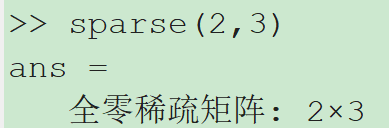 >> sparse(2,3)
ans =
全零稀疏矩阵: 2×3